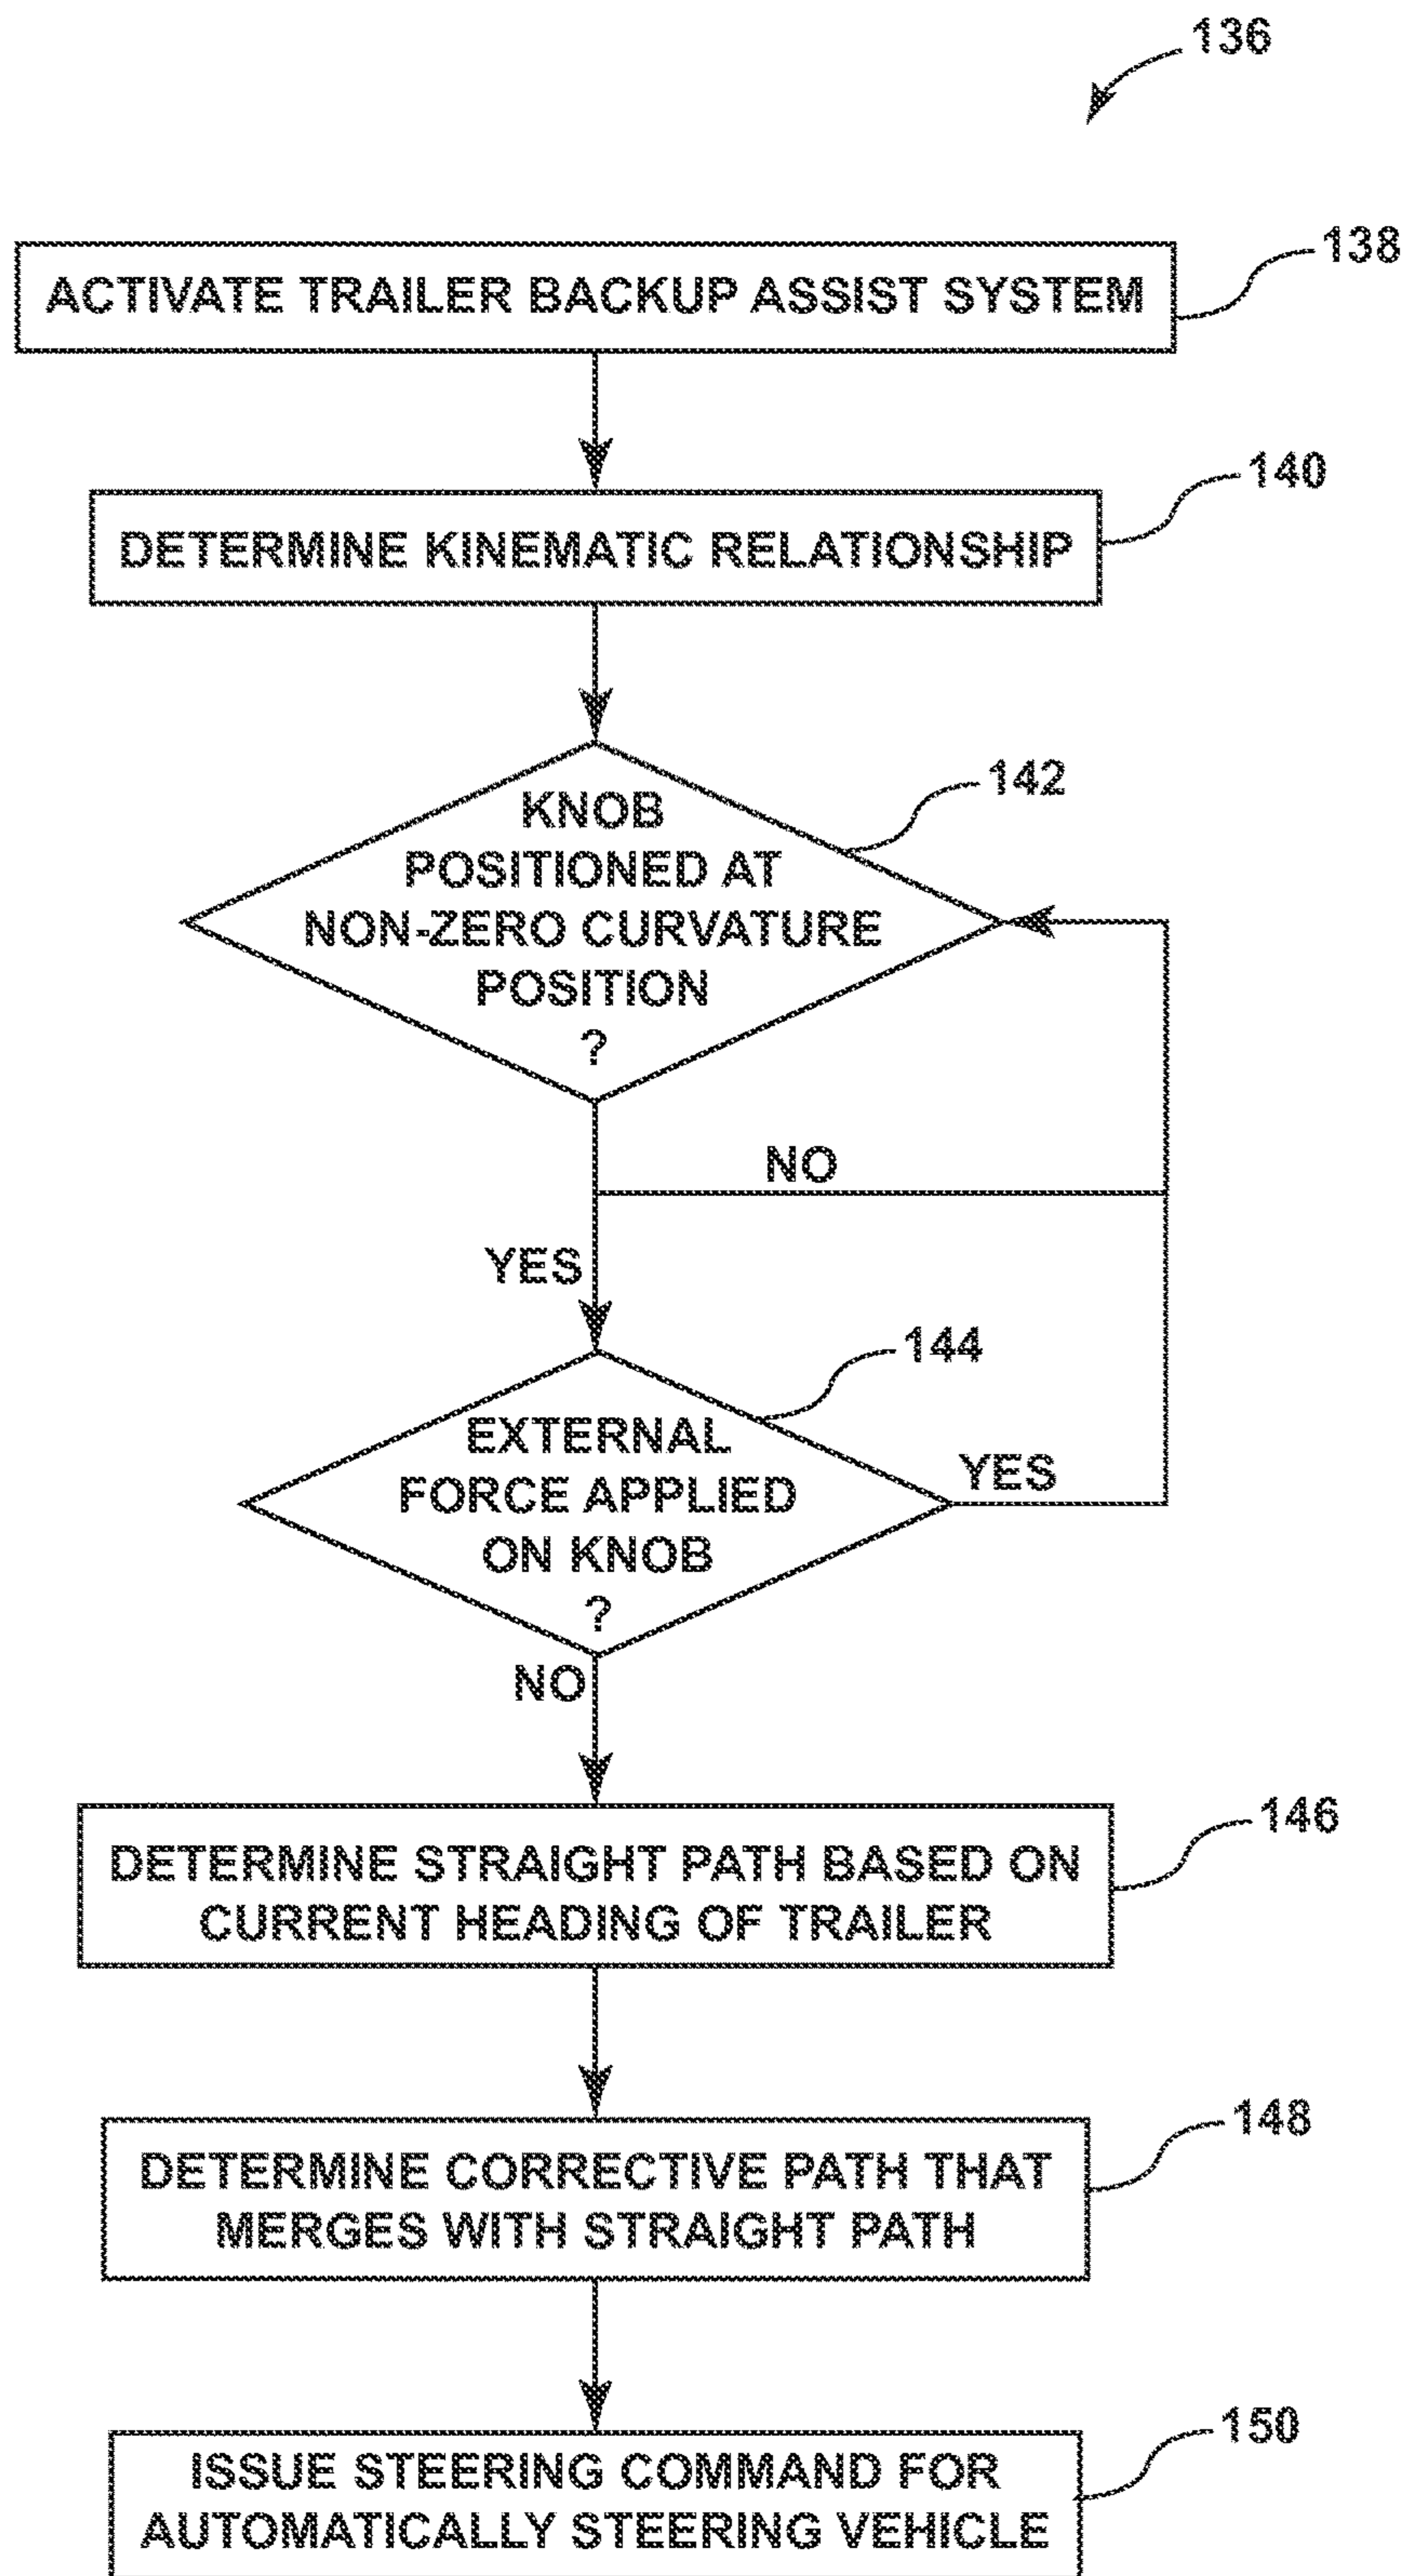 136
ACTIVATE TRAILER BACKUP ASSIST SYSTEM
138
DETERMINE KINEMATIC RELATIONSHIP
140
KNOB
POSITIONED AT
NON-ZERO CURVATURE
POSITION
?
142
NO
YES
144
EXTERNAL
FORCE APPLIED
ON KNOB
?
YES
NO
DETERMINE STRAIGHT PATH BASED ON
CURRENT HEADING OF TRAILER
146
DETERMINE CORRECTIVE PATH THAT
MERGES WITH STRAIGHT PATH
148
ISSUE STEERING COMMAND FOR
AUTOMATICALLY STEERING VEHICLE
150